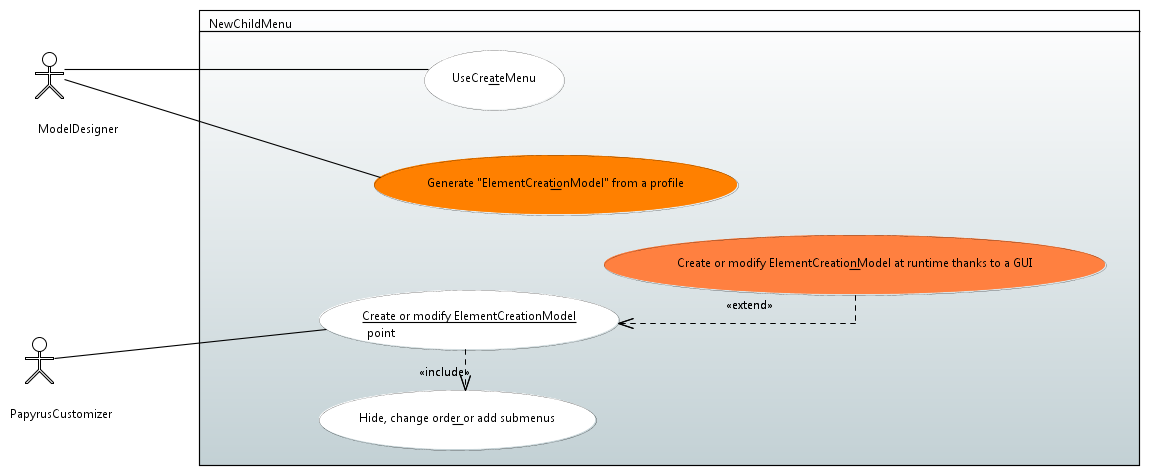 NewChildMenu
UseCreateMenu
ModelDesigner
Generate "ElementCreationModel" from a profile
Create or modify ElementCreationModel at runtime thanks to a GUI
«extend»
Create or modify ElementCreationModel
point
«include»
PapyrusCustomizer
Hide, change order or add submenus